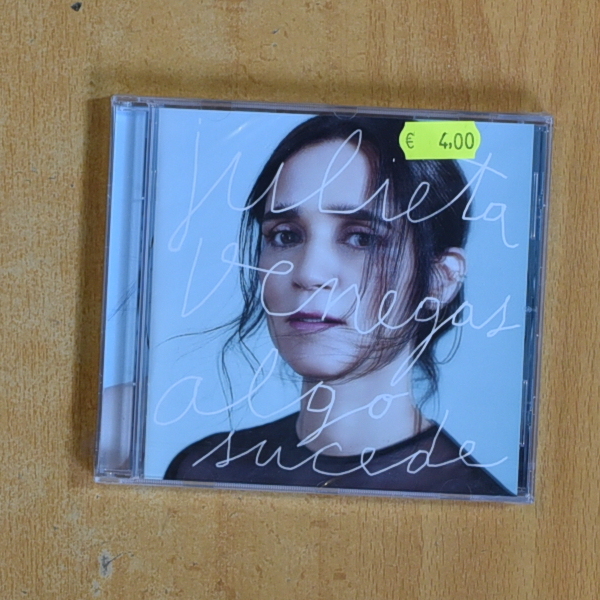 € 4,00
julieta
venegas
algo
sucede